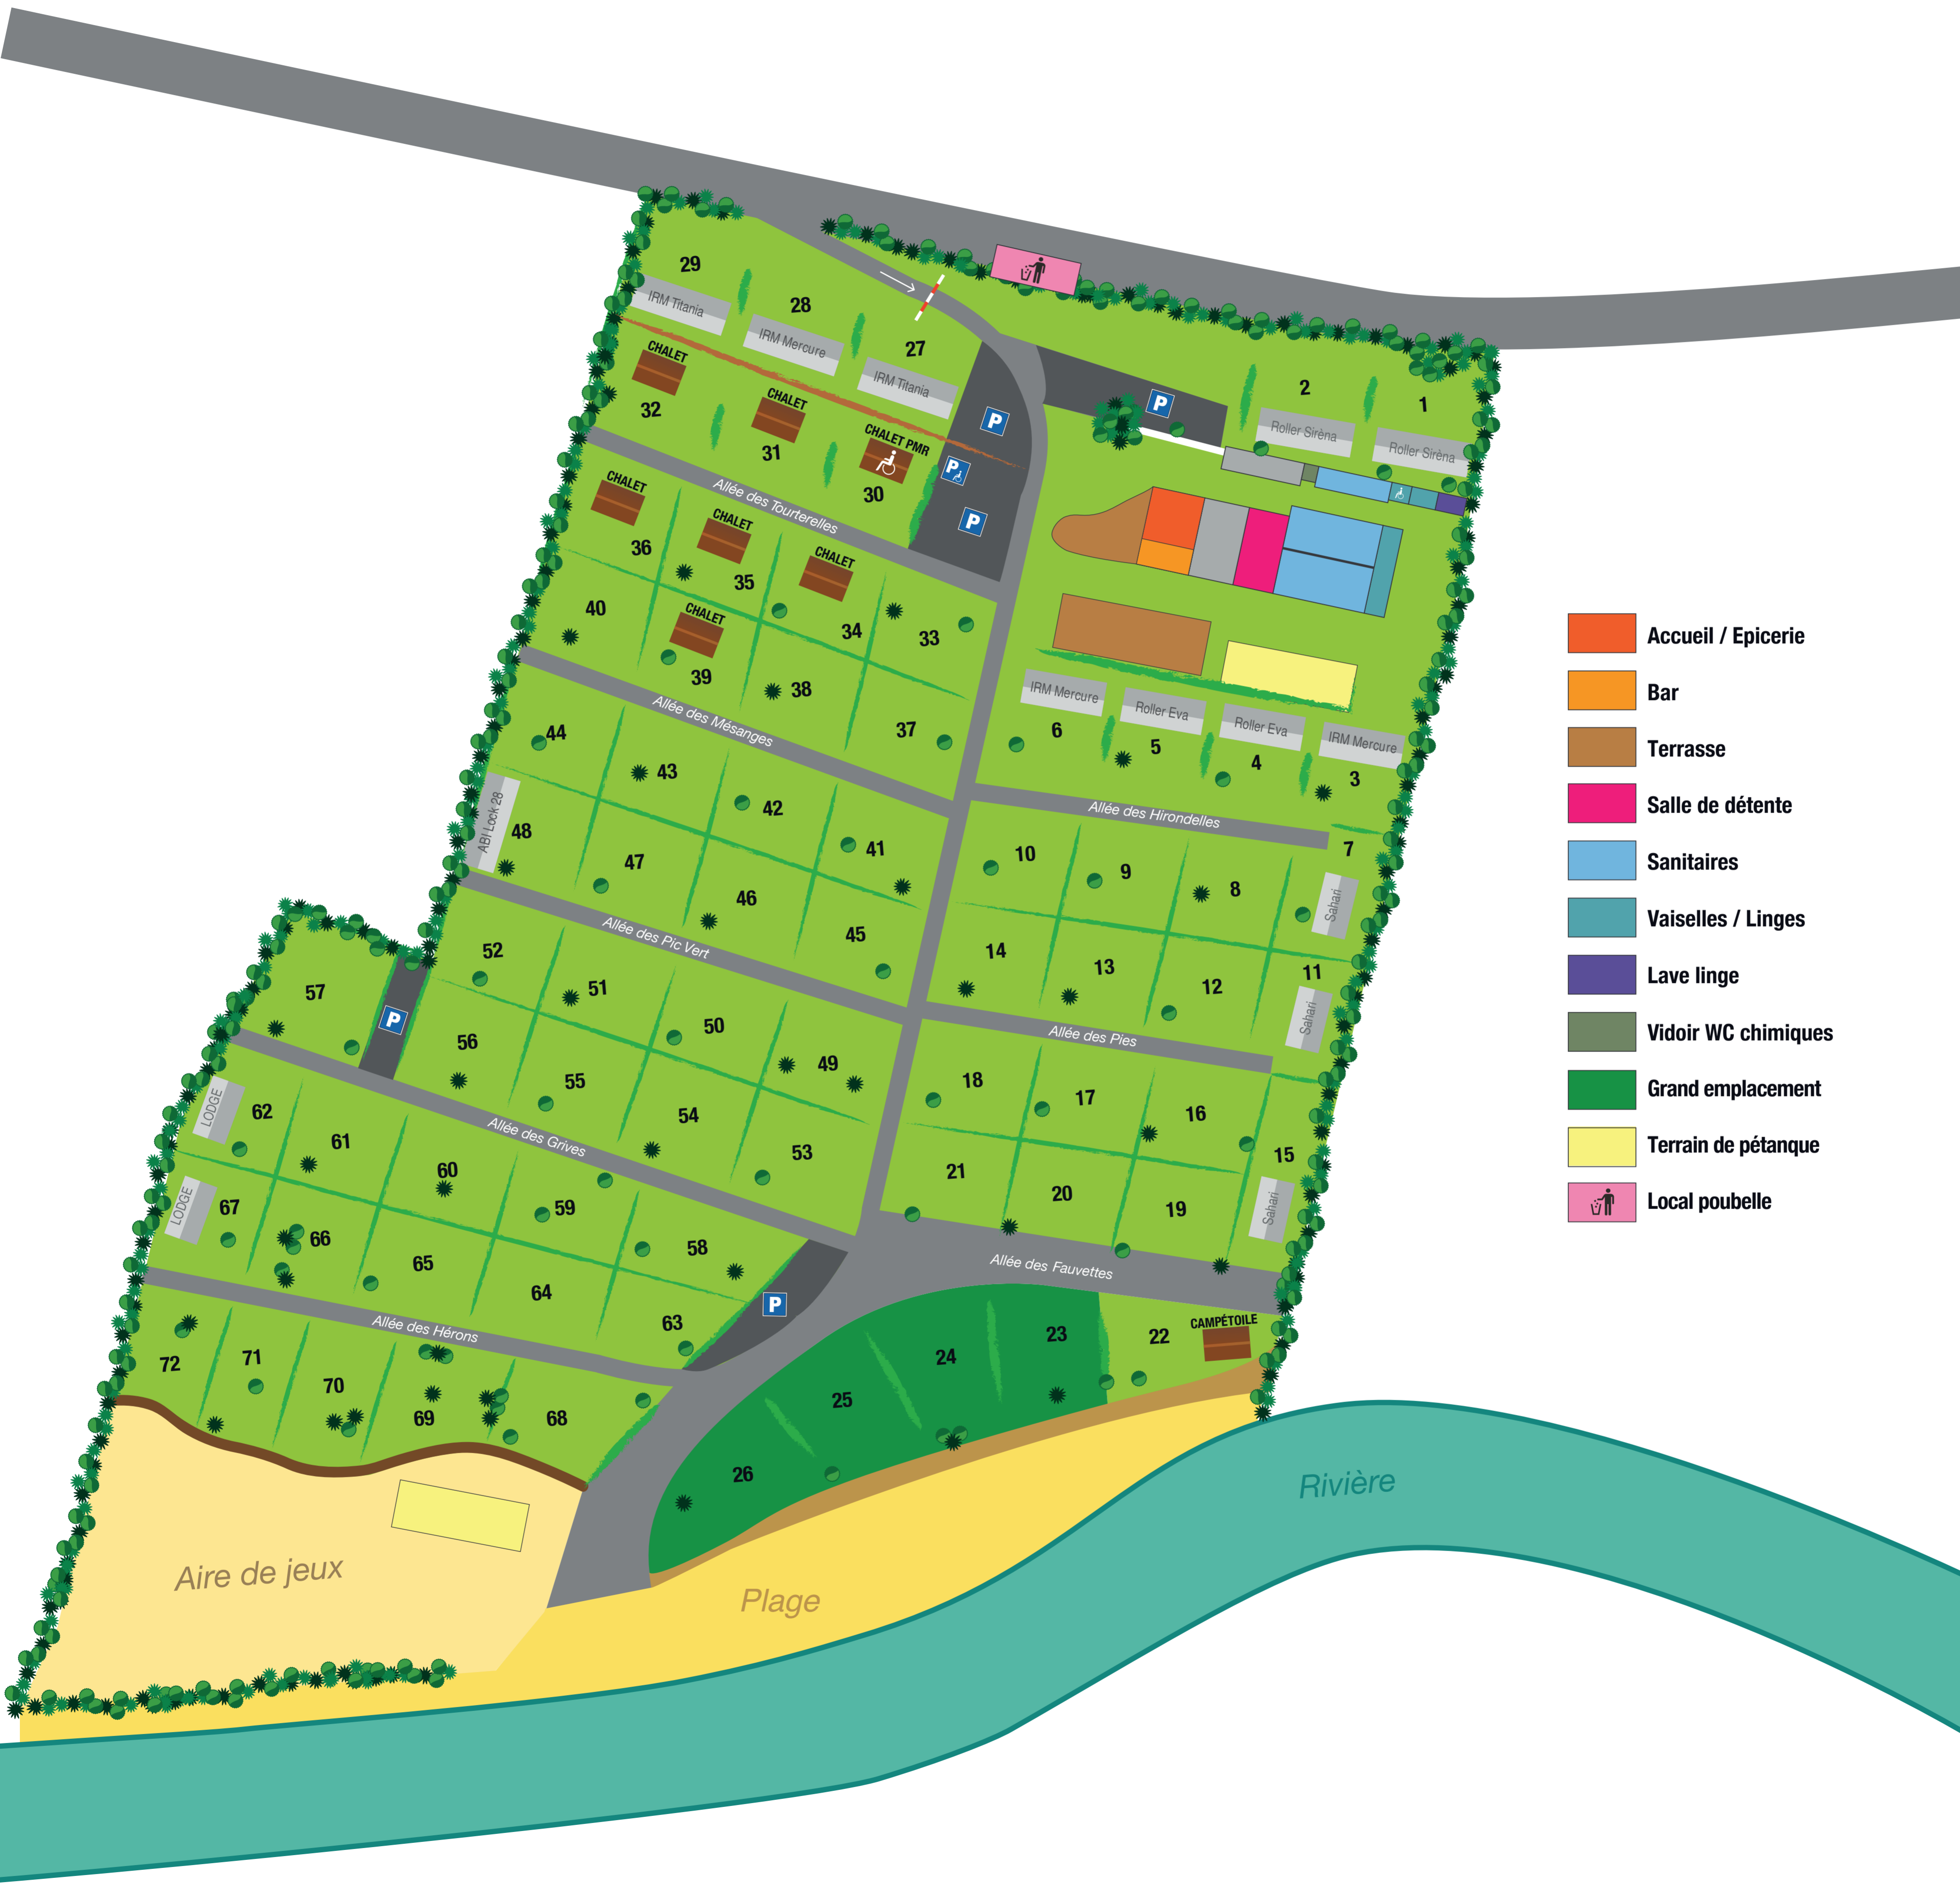 29
IRM Titania
28
IRM Mercure
27
IRM Titania
CHALET
32
CHALET
31
CHALET PMR
30
P
P
P
P
2
1
Roller Sirèna
Roller Sirèna
Allée des Tourterelles
CHALET
36
CHALET
35
CHALET
34
33
40
CHALET
39
38
37
Allée des Mésanges
IRM Mercure
Roller Eva
Roller Eva
IRM Mercure
6
5
4
3
Allée des Hirondelles
44
43
42
41
ABI Lock 28
48
47
46
45
Allée des Pic Vert
10
9
8
7
Sahari
14
13
12
11
Sahari
Allée des Pies
52
51
50
49
57
P
56
55
54
53
Allée des Grives
18
17
16
15
Sahari
21
20
19
Allée des Fauvettes
LODGE
62
61
60
59
58
LODGE
67
66
65
64
63
P
Allée des Hérons
72
71
70
69
68
26
25
24
23
22
CAMPÉTOILE
Aire de jeux
Plage
Rivière
Accueil / Epicerie
Bar
Terrasse
Salle de détente
Sanitaires
Vaiselles / Linges
Lave linge
Vidoir WC chimiques
Grand emplacement
Terrain de pétanque
Local poubelle